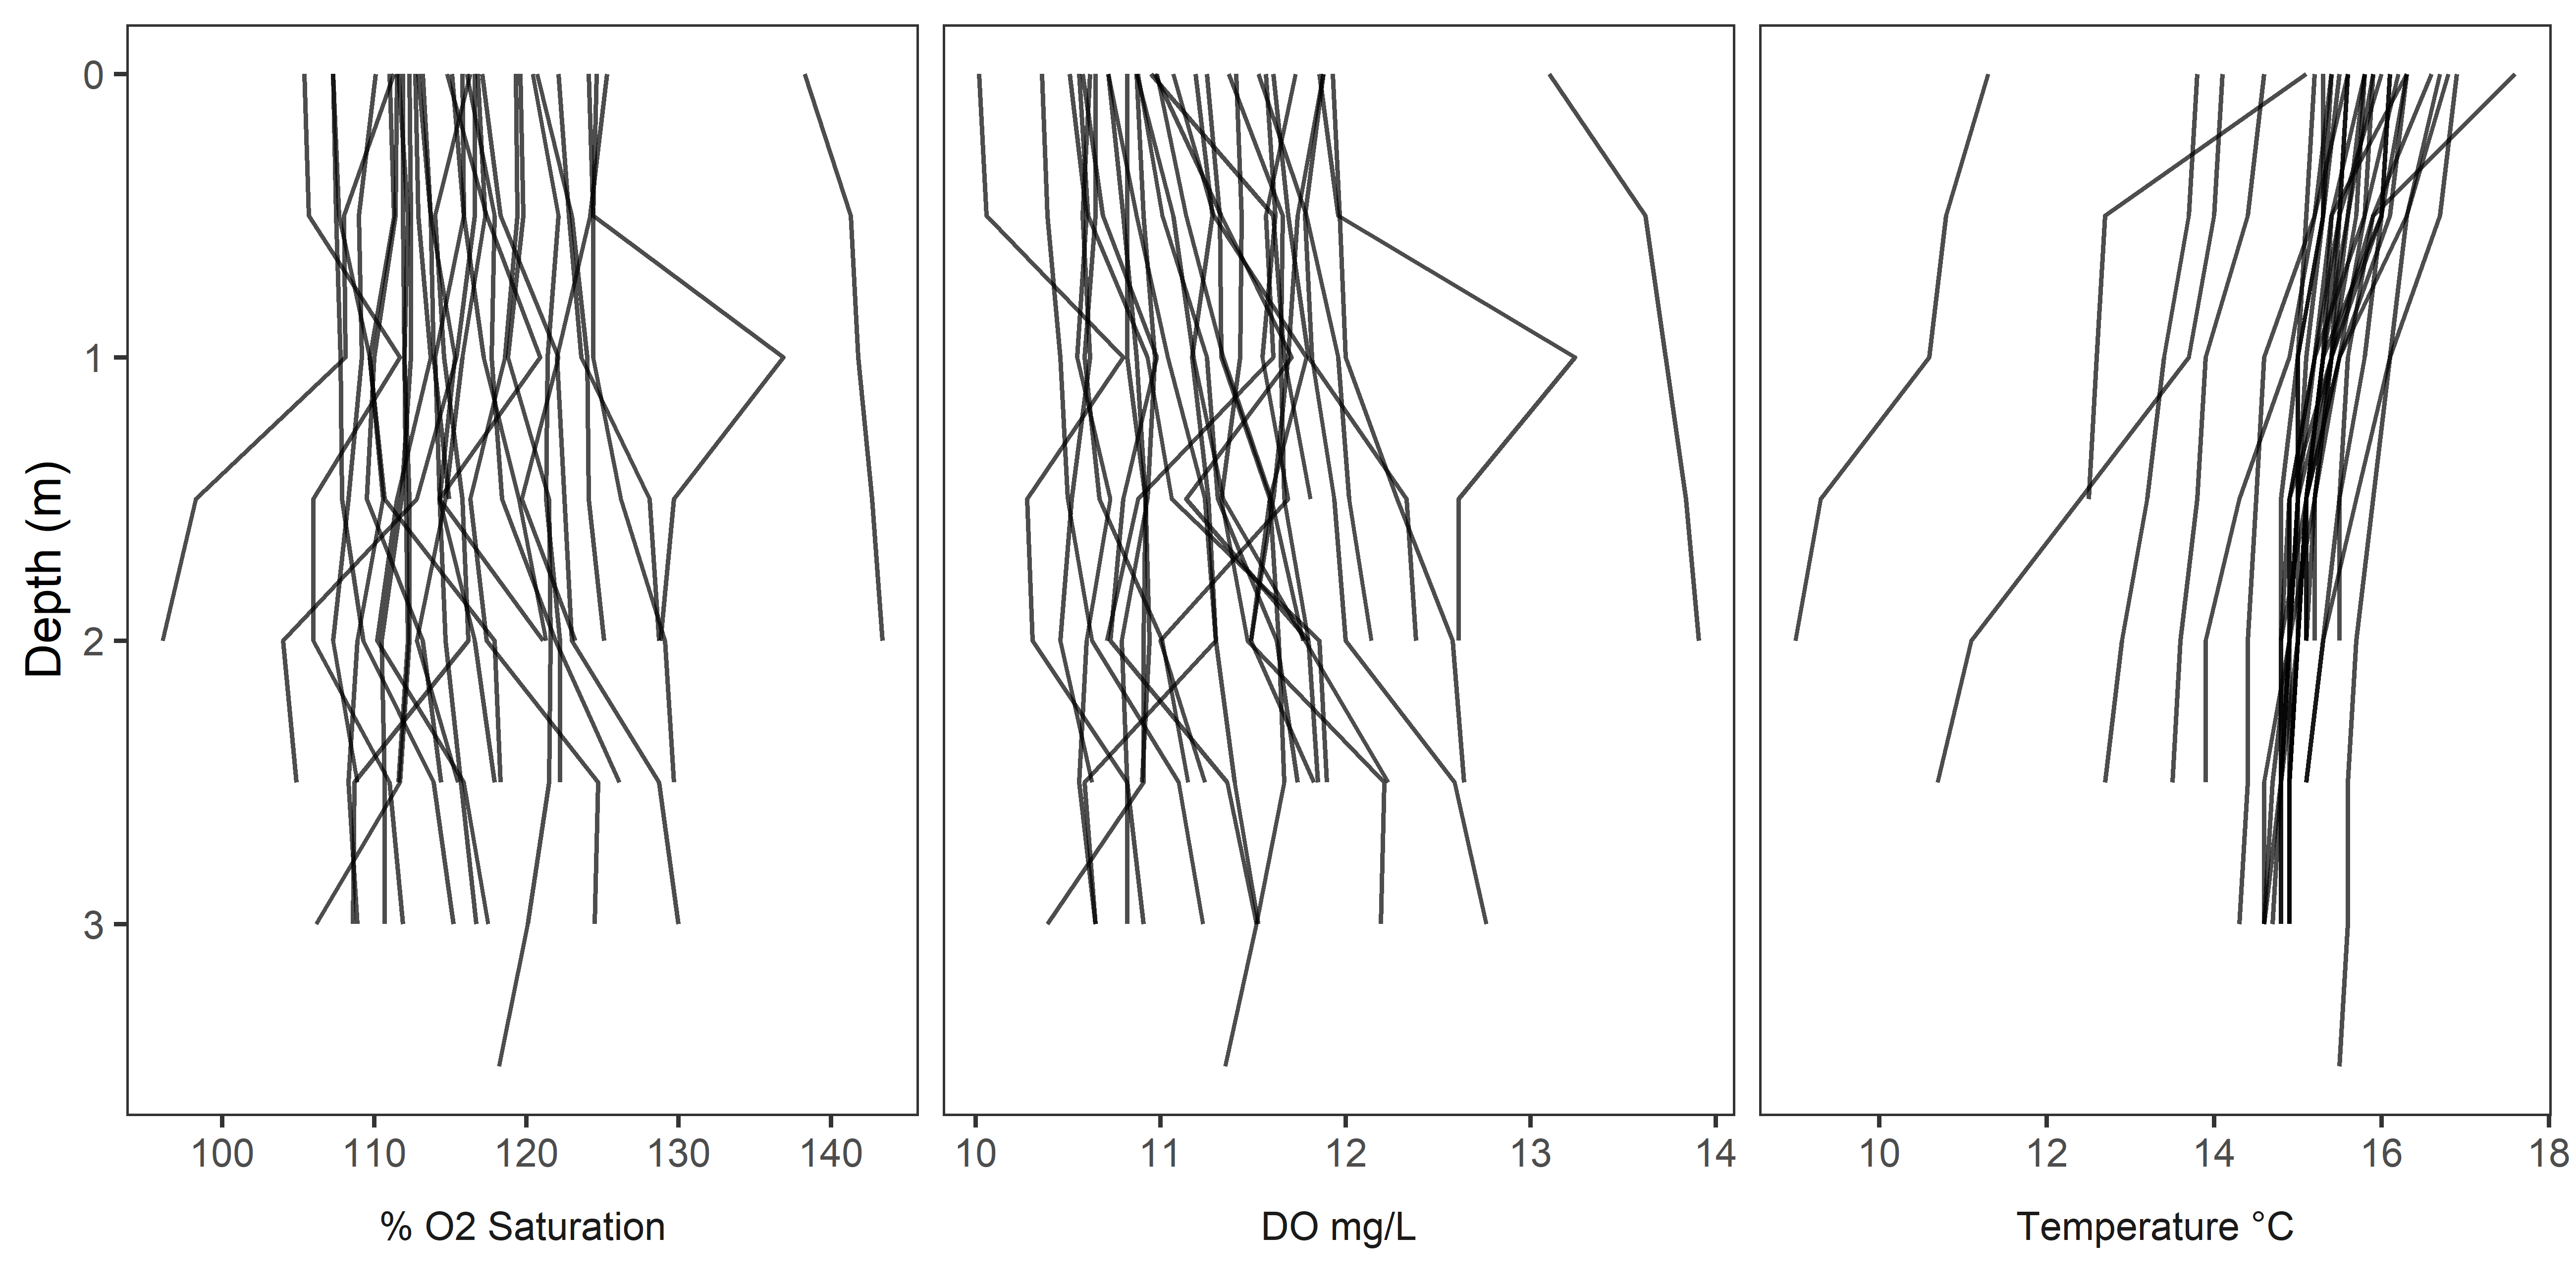 Depth (m)
0
1
2
3
100 110 120 130 140
10 11 12 13 14
10 12 14 16 18
% O2 Saturation
DO mg/L
Temperature °C